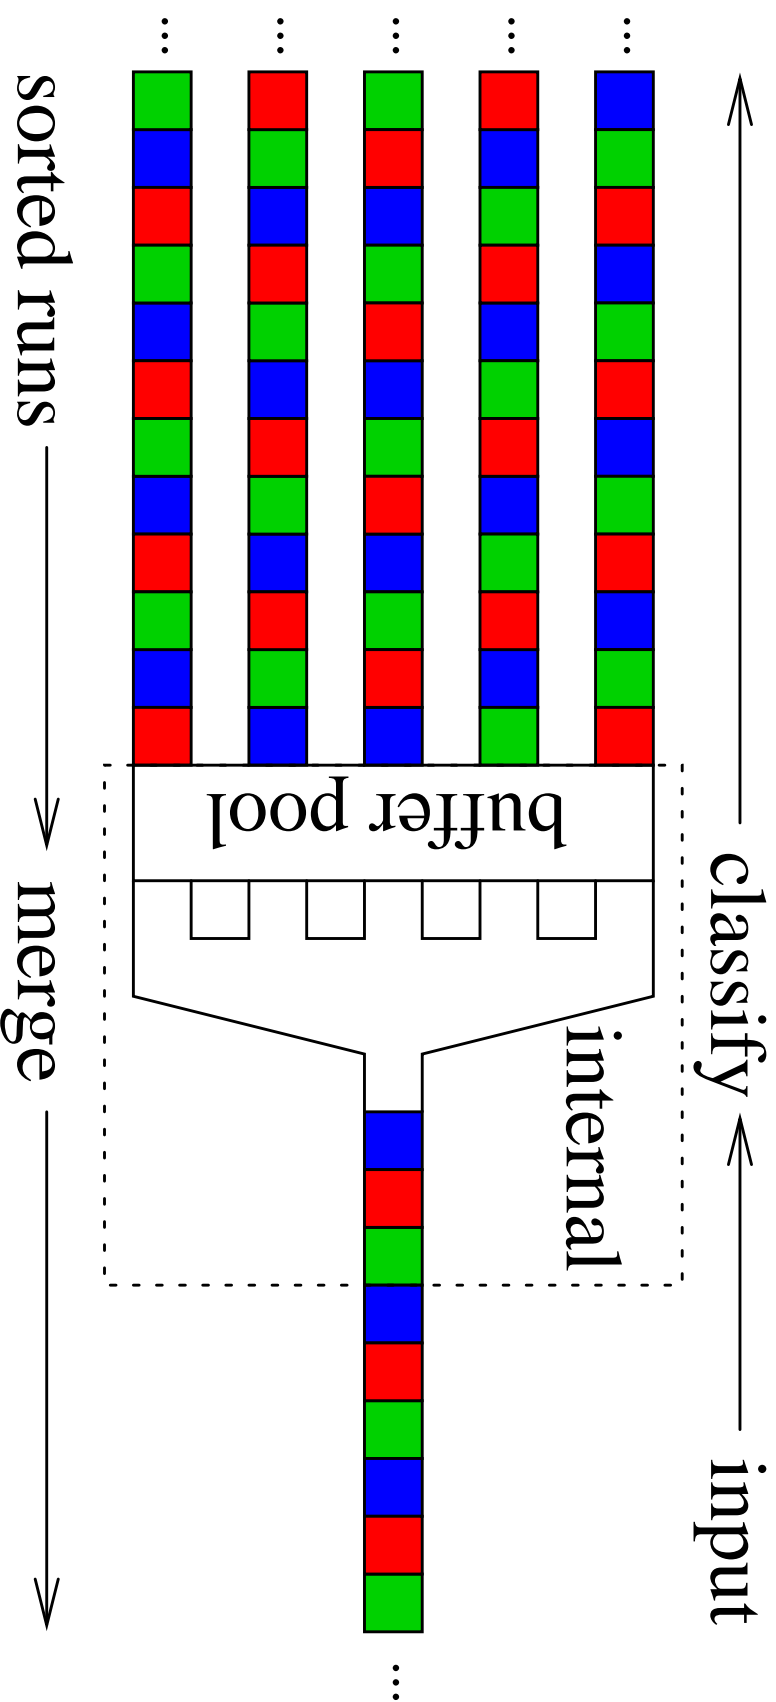 sorted runs
merge
buffer pool
internal
classify
input